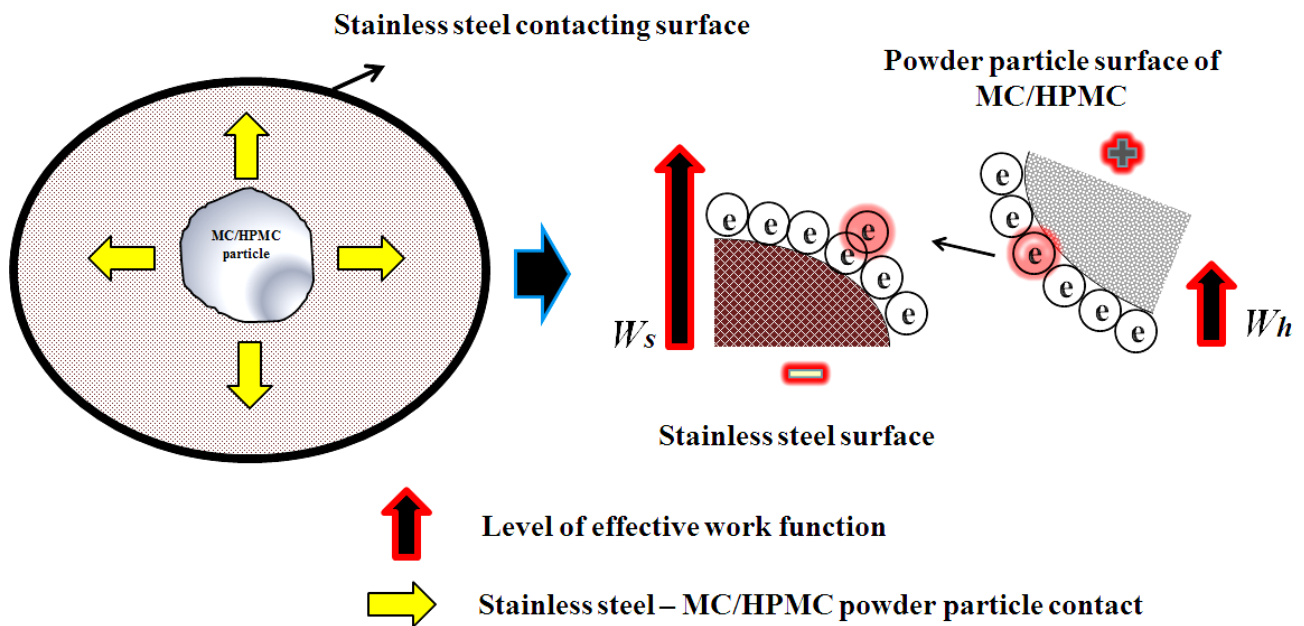 Stainless steel contacting surface
Powder particle surface of
MC/HPMC
MC/HPMC
particle
e
e
e
e
e
e
e
e
e
e
e
e
e
e
Ws
Wh
Stainless steel surface
Level of effective work function
Stainless steel – MC/HPMC powder particle contact